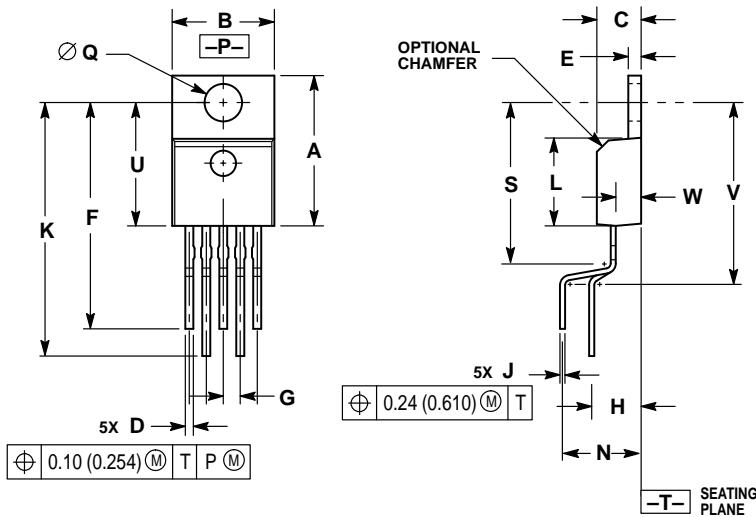 B
–P–
Ø Q
A
U
F
K
G
5X D
⌖ 0.10 (0.254) Ⓜ T P Ⓜ
C
OPTIONAL
CHAMFER
E
S
L
W
V
5X J
⌖ 0.24 (0.610) Ⓜ T
H
N
–T–
SEATING
PLANE